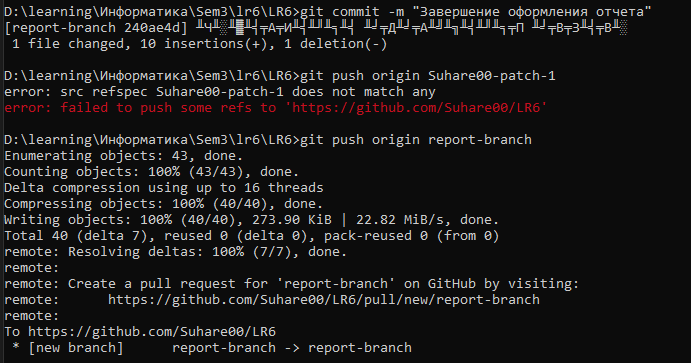 D:\learning\Информатика\Sem3\lr6\LR6>git commit -m "Завершение оформления отчета"
[report-branch 240ae4d]
 1 file changed, 10 insertions(+), 1 deletion(-)
D:\learning\Информатика\Sem3\lr6\LR6>git push origin Suhare00-patch-1
error: src refspec Suhare00-patch-1 does not match any
error: failed to push some refs to 'https://github.com/Suhare00/LR6'
D:\learning\Информатика\Sem3\lr6\LR6>git push origin report-branch
Enumerating objects: 43, done.
Counting objects: 100% (43/43), done.
Delta compression using up to 16 threads
Compressing objects: 100% (40/40), done.
Writing objects: 100% (40/40), 273.90 KiB | 22.82 MiB/s, done.
Total 40 (delta 7), reused 0 (delta 0), pack-reused 0 (from 0)
remote: Resolving deltas: 100% (7/7), done.
remote:
remote: Create a pull request for 'report-branch' on GitHub by visiting:
remote:      https://github.com/Suhare00/LR6/pull/new/report-branch
remote:
To https://github.com/Suhare00/LR6
 * [new branch]      report-branch -> report-branch